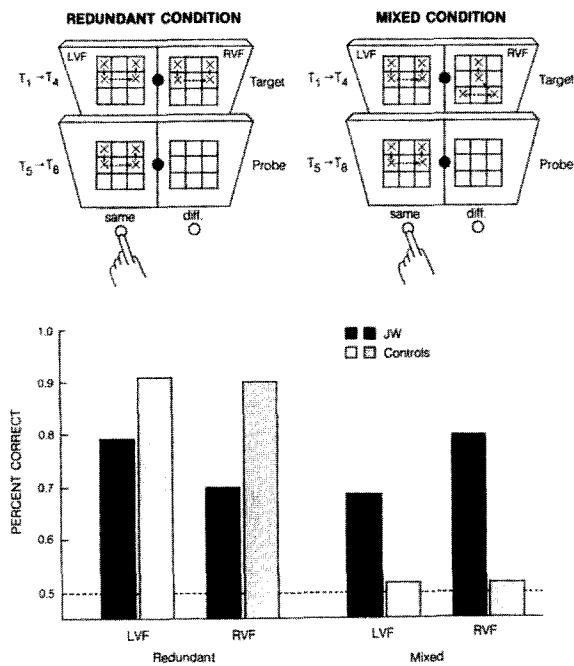 REDUNDANT CONDITION
LVF RVF
T1→T4 Target
T5→T8 Probe
same diff.
MIXED CONDITION
LVF RVF
T1→T4 Target
T5→T8 Probe
same diff.
1.0
0.9
0.8
0.7
0.6
0.5
PERCENT CORRECT
JW
Controls
LVF RVF LVF RVF
Redundant Mixed